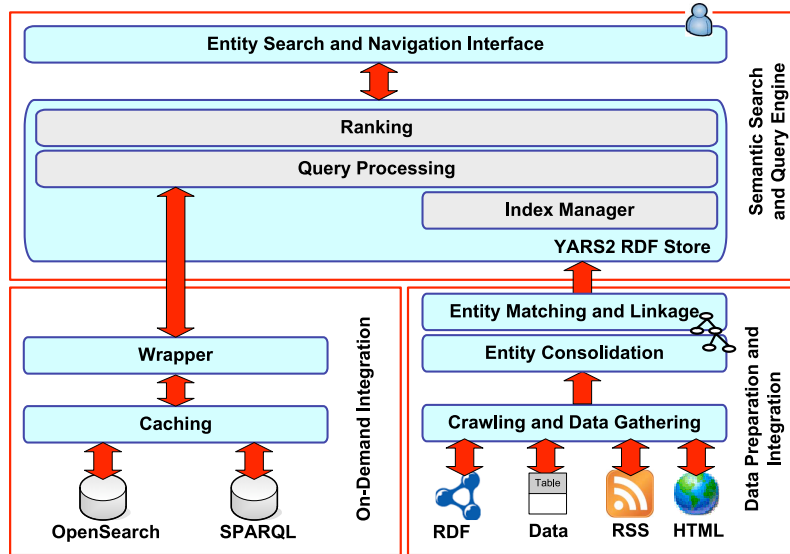 Entity Search and Navigation Interface
Ranking
Query Processing
Index Manager
YARS2 RDF Store
Semantic Search
and Query Engine
Wrapper
Caching
OpenSearch
SPARQL
On-Demand Integration
Entity Matching and Linkage
Entity Consolidation
Crawling and Data Gathering
Table
RDF
Data
RSS
HTML
Data Preparation and
Integration